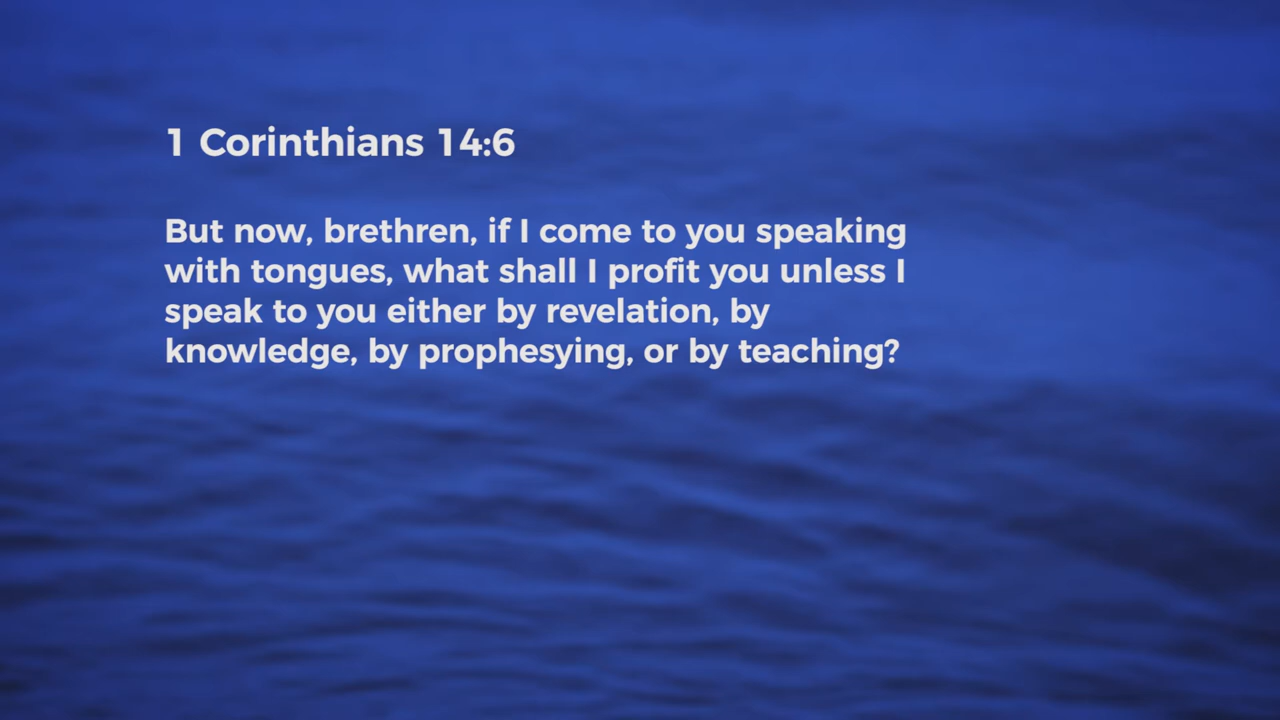 1 Corinthians 14:6
But now, brethren, if I come to you speaking
with tongues, what shall I profit you unless I
speak to you either by revelation, by
knowledge, by prophesying, or by teaching?